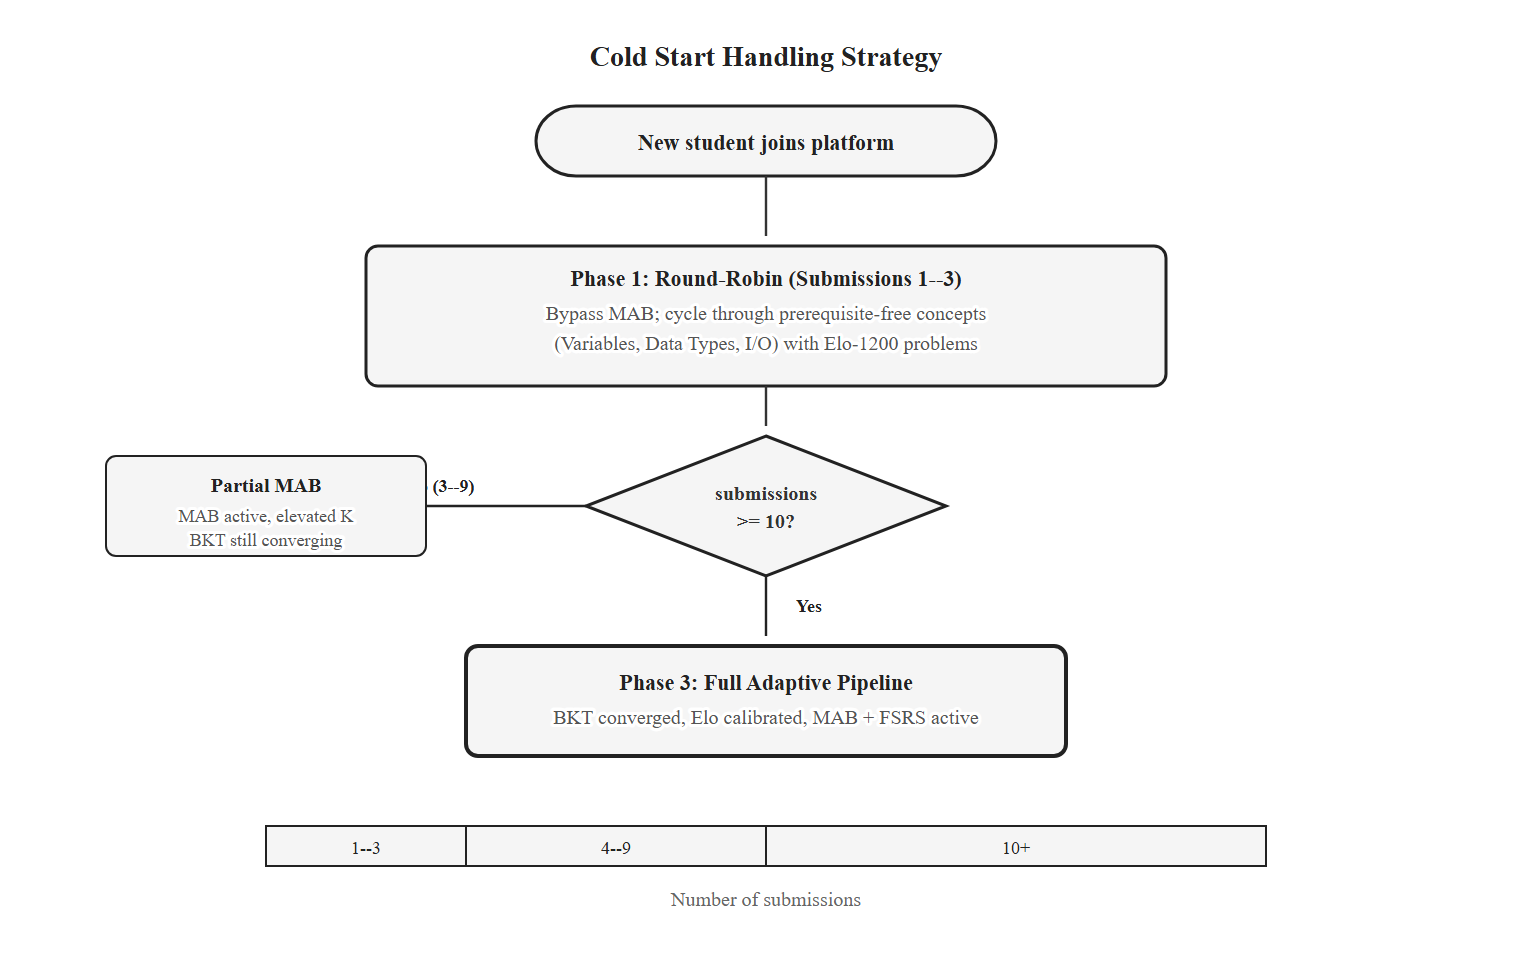 Cold Start Handling Strategy
New student joins platform
Phase 1: Round-Robin (Submissions 1--3)
Bypass MAB; cycle through prerequisite-free concepts
(Variables, Data Types, I/O) with Elo-1200 problems
Partial MAB
MAB active, elevated K
BKT still converging
(3--9)
submissions
>= 10?
Yes
Phase 3: Full Adaptive Pipeline
BKT converged, Elo calibrated, MAB + FSRS active
1--3
4--9
10+
Number of submissions